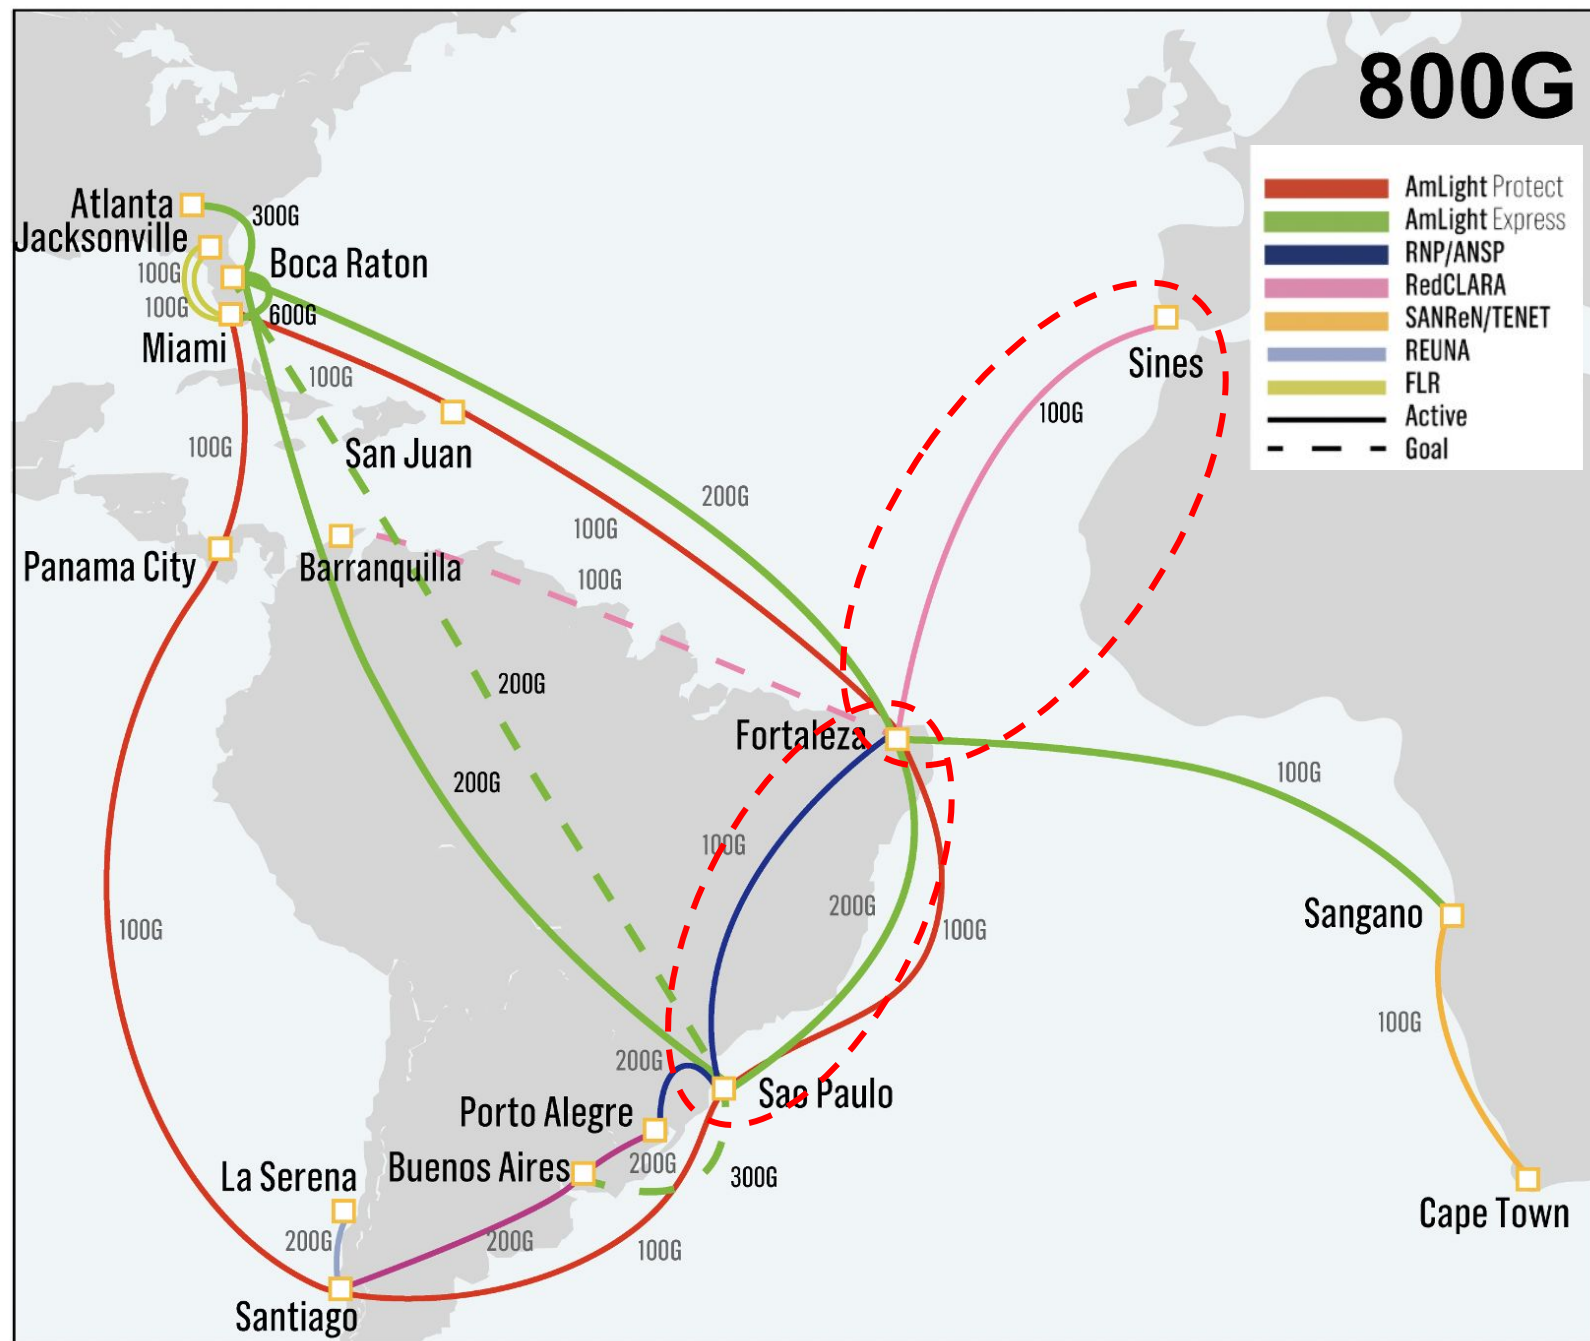 800G
AmLight Protect
AmLight Express
RNP/ANSP
RedCLARA
SANReN/TENET
REUNA
FLR
Active
Goal
Atlanta
300G
Jacksonville
Boca Raton
100G
100G
600G
Miami
100G
Sines
100G
100G
San Juan
200G
100G
Panama City
Barranquilla
100G
200G
Fortaleza
200G
100G
100G
200G
100G
100G
Sangano
100G
200G
Sao Paulo
Porto Alegre
200G
Buenos Aires
300G
La Serena
200G
200G
100G
Cape Town
Santiago